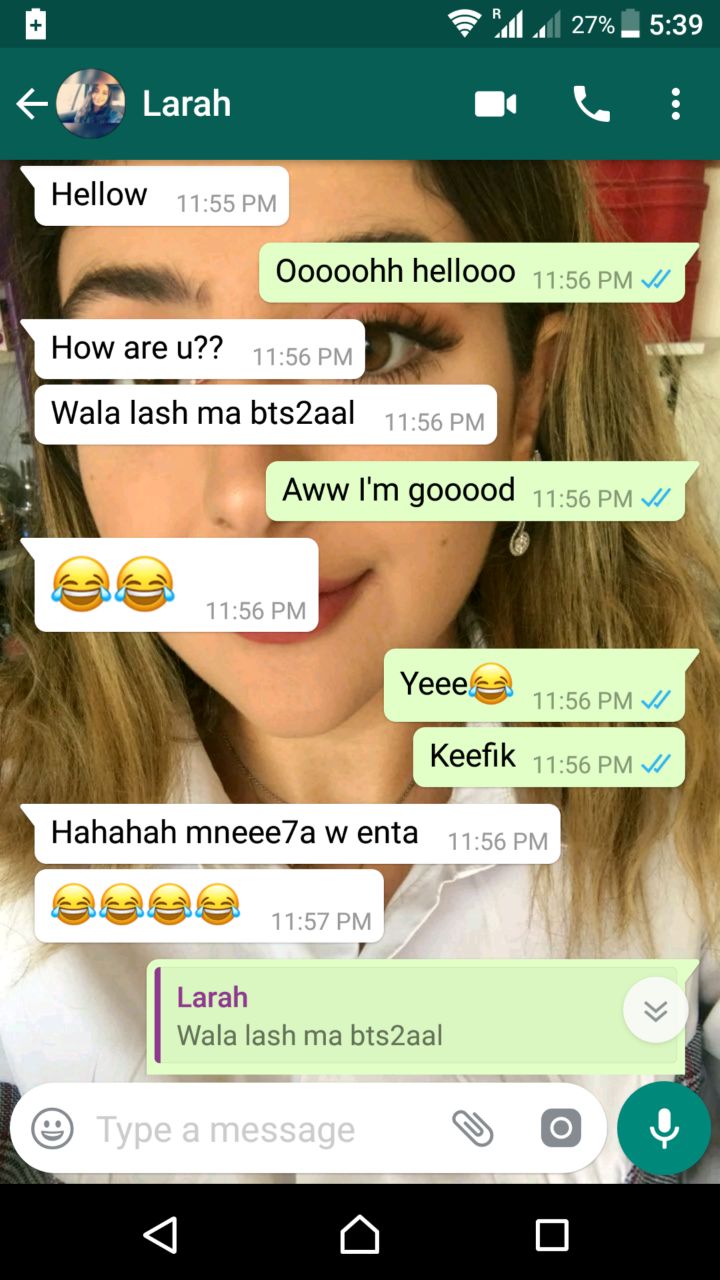 R 27% 5:39
Larah
Hellow 11:55 PM
Ooooohh hellooo 11:56 PM
How are u?? 11:56 PM
Wala lash ma bts2aal 11:56 PM
Aww I'm gooood 11:56 PM
😂😂 11:56 PM
Yeee😂 11:56 PM
Keefik 11:56 PM
Hahahah mneee7a w enta 11:56 PM
😂😂😂😂 11:57 PM
Larah
Wala lash ma bts2aal
Type a message